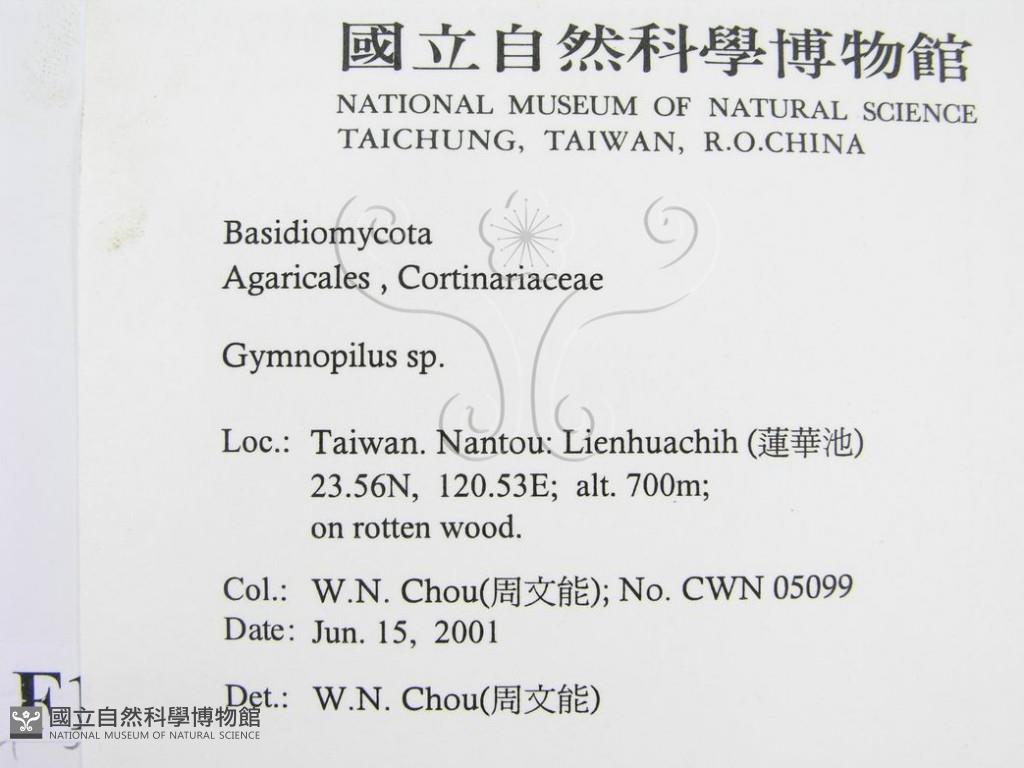 國立自然科學博物館
NATIONAL MUSEUM OF NATURAL SCIENCE
TAICHUNG, TAIWAN, R.O.CHINA
Basidiomycota
Agaricales , Cortinariaceae
Gymnopilus sp.
Loc.: Taiwan. Nantou: Lienhuachih (蓮華池)
23.56N, 120.53E; alt. 700m;
on rotten wood.
Col.: W.N. Chou(周文能); No. CWN 05099
Date: Jun. 15, 2001
Det.: W.N. Chou(周文能)
國立自然科學博物館
NATIONAL MUSEUM OF NATURAL SCIENCE